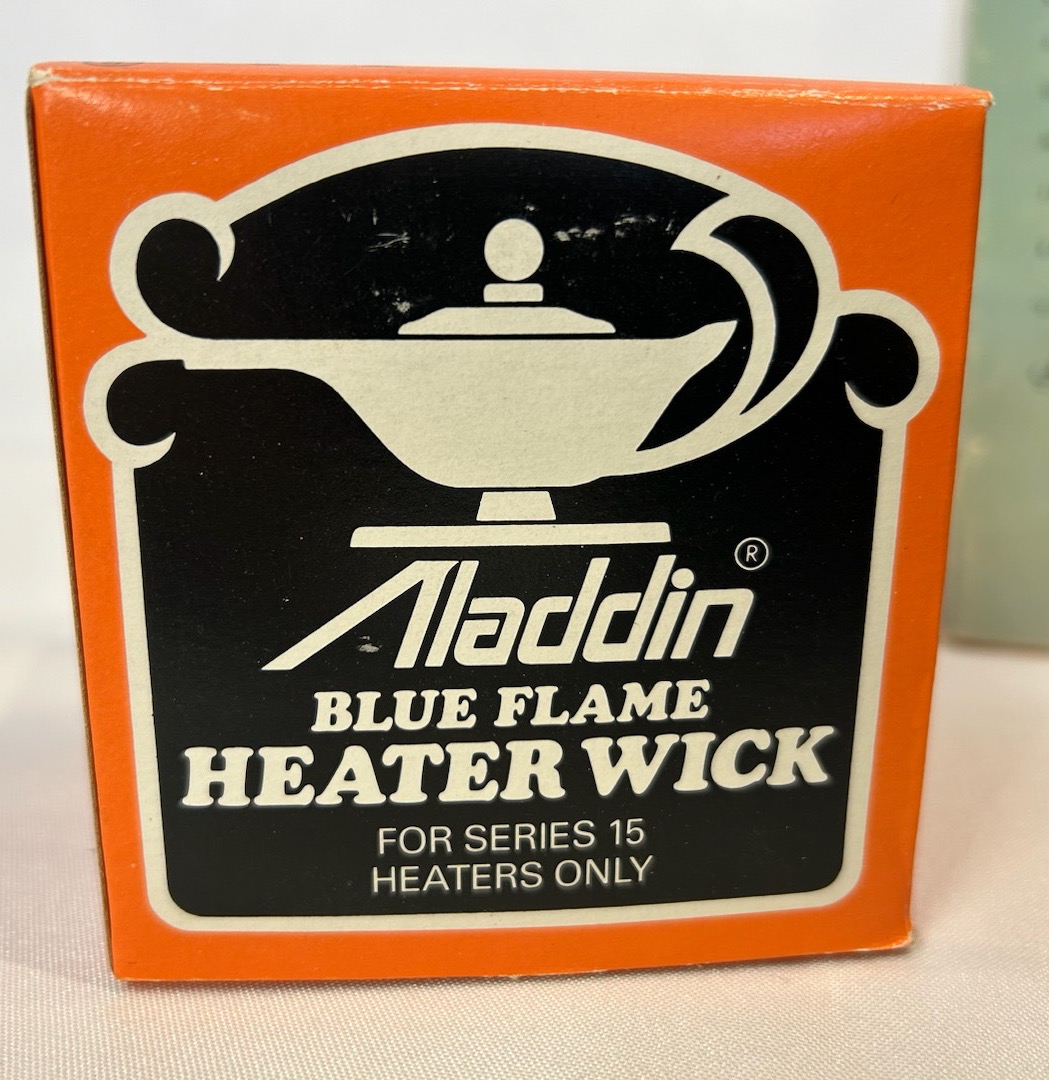 Aladdin®
BLUE FLAME
HEATER WICK
FOR SERIES 15
HEATERS ONLY